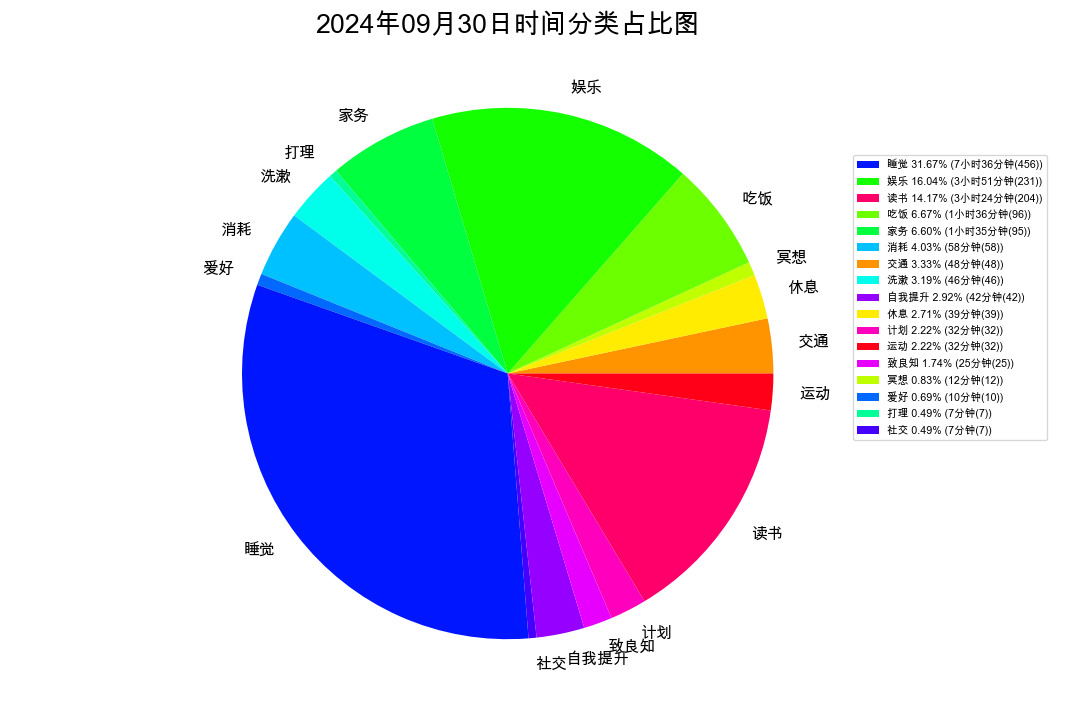 2024年09月30日时间分类占比图
娱乐
家务
打理
洗漱
消耗
爱好
睡觉
社交
自我提升
致良知
计划
读书
运动
交通
休息
冥想
吃饭
睡觉 31.67% (7小时36分钟(456))
娱乐 16.04% (3小时51分钟(231))
读书 14.17% (3小时24分钟(204))
吃饭 6.67% (1小时36分钟(96))
家务 6.60% (1小时35分钟(95))
消耗 4.03% (58分钟(58))
交通 3.33% (48分钟(48))
洗漱 3.19% (46分钟(46))
自我提升 2.92% (42分钟(42))
休息 2.71% (39分钟(39))
计划 2.22% (32分钟(32))
运动 2.22% (32分钟(32))
致良知 1.74% (25分钟(25))
冥想 0.83% (12分钟(12))
爱好 0.69% (10分钟(10))
打理 0.49% (7分钟(7))
社交 0.49% (7分钟(7))